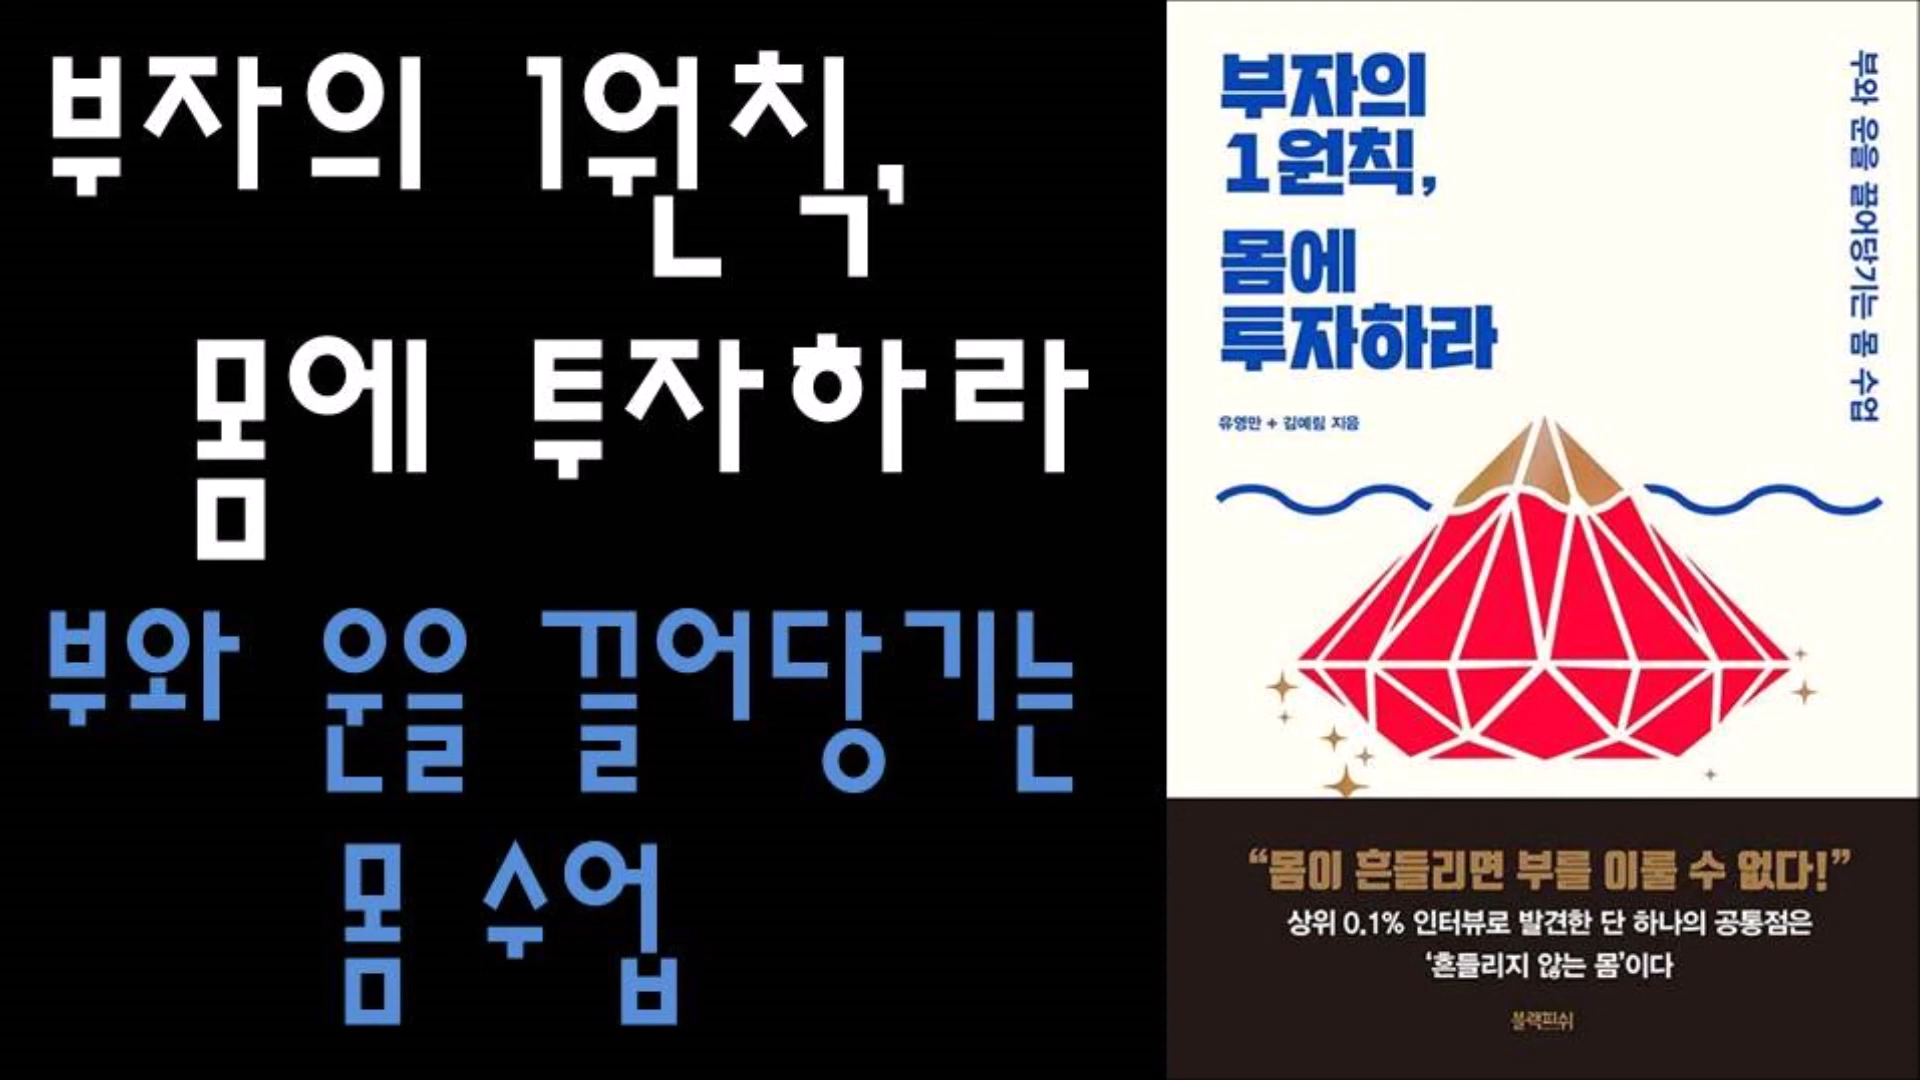 부자의 1원칙,
몸에 투자하라
부와 운을 끌어당기는
몸 수업
부자의
1원칙,
몸에
투자하라
유영만 + 김예림 지음
부와 운을 끌어당기는 몸 수업
“몸이 흔들리면 부를 이룰 수 없다!”
상위 0.1% 인터뷰로 발견한 단 하나의 공통점은
‘흔들리지 않는 몸’이다
블랙피쉬